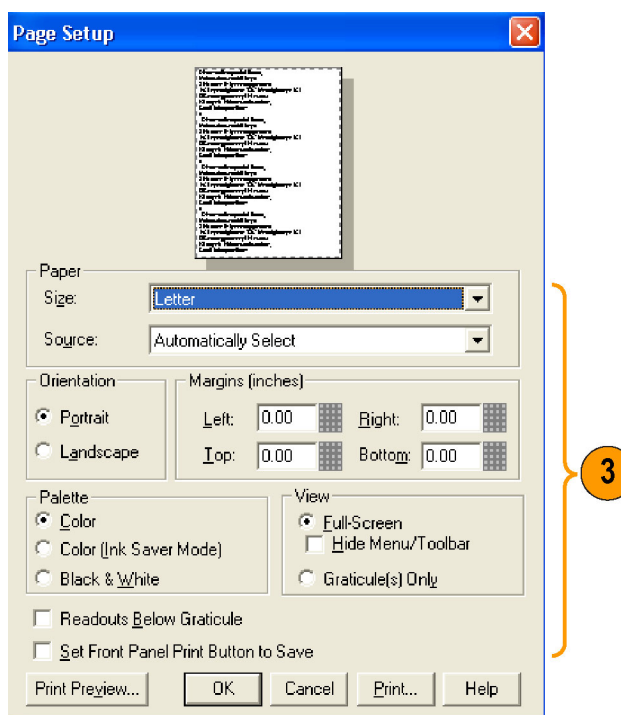 Page Setup
Paper
Size: Letter
Source: Automatically Select
Orientation
Portrait
Landscape
Margins (inches)
Left: 0.00 Right: 0.00
Top: 0.00 Bottom: 0.00
Palette
Color
Color (Ink Saver Mode)
Black & White
View
Full-Screen
Hide Menu/Toolbar
Graticule(s) Only
Readouts Below Graticule
Set Front Panel Print Button to Save
Print Preview... OK Cancel Print... Help
3